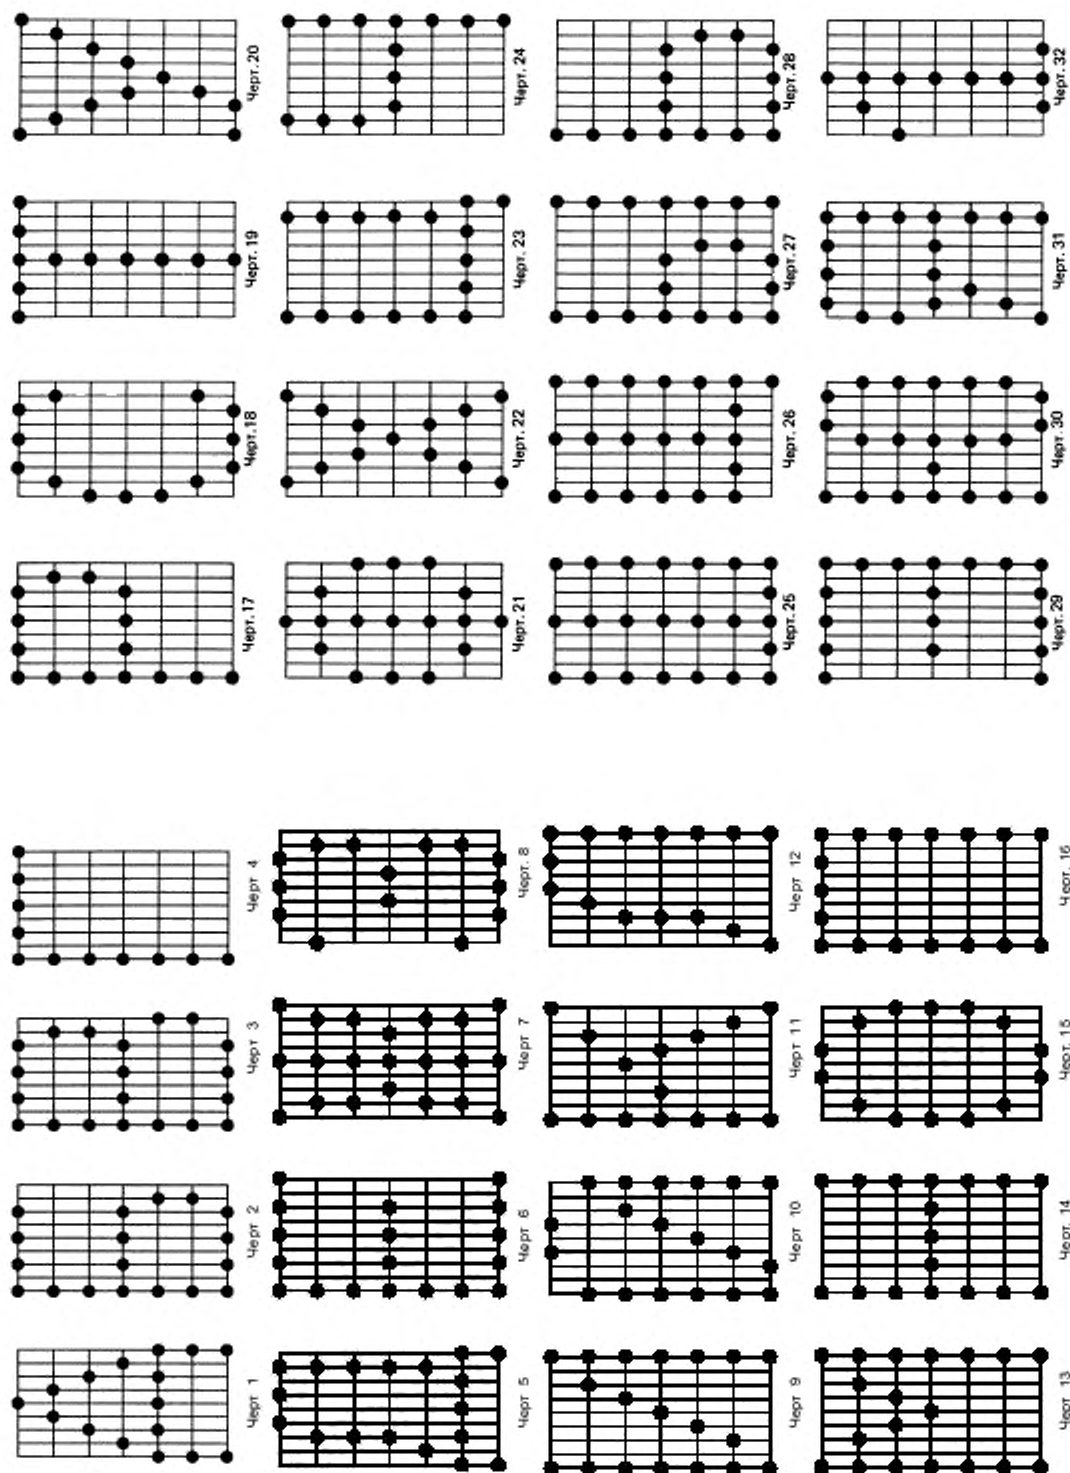 Черт. 20
Черт. 24
Черт. 28
Черт. 32
Черт. 19
Черт. 23
Черт. 27
Черт. 31
Черт. 18
Черт. 22
Черт. 26
Черт. 30
Черт. 17
Черт. 21
Черт. 25
Черт. 29
Черт 4
Черт. 8
Черт 12
Черт. 16
Черт 3
Черт 7
Черт 11
Черт. 15
Черт 2
Черт 6
Черт 10
Черт. 14
Черт 1
Черт 5
Черт 9
Черт. 13